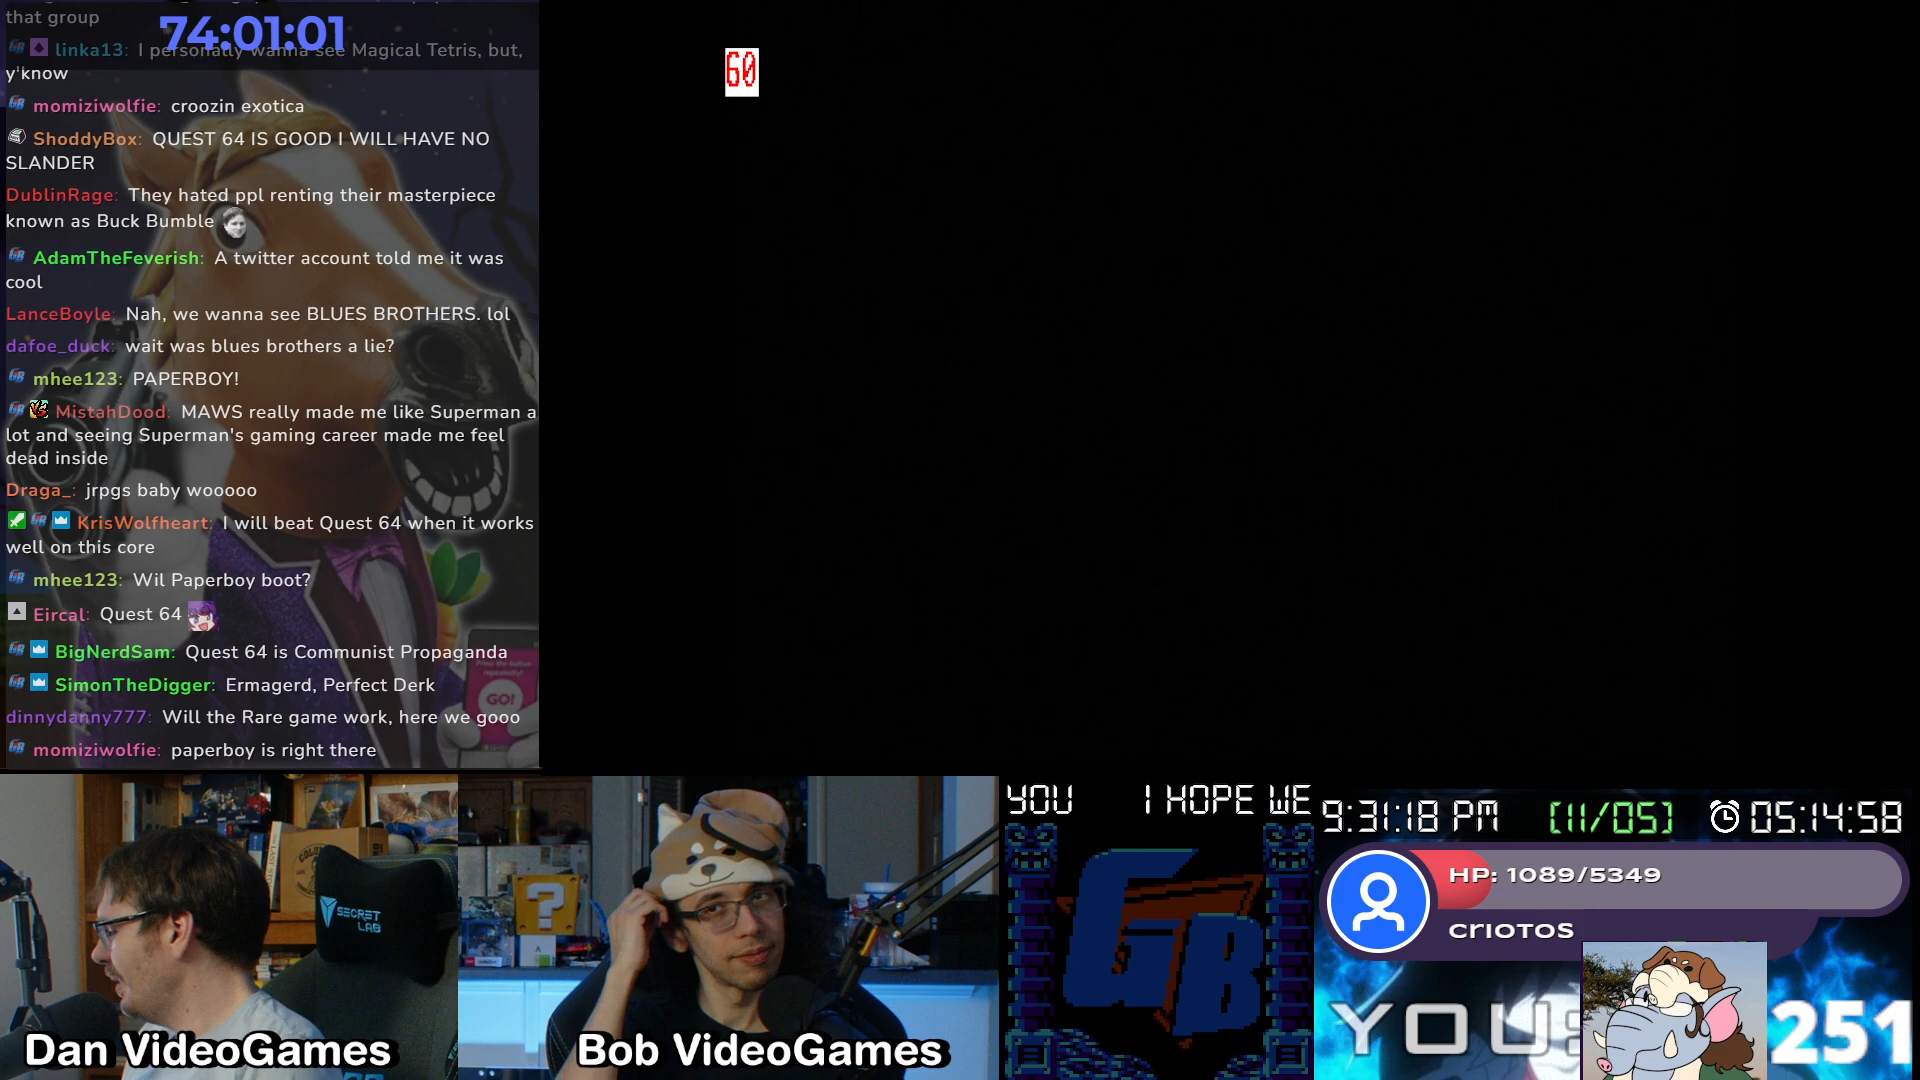 that group
74:01:01
linka13: I personally wanna see Magical Tetris, but,
y'know
momiziwolfie: croozin exotica
ShoddyBox: QUEST 64 IS GOOD I WILL HAVE NO
SLANDER
DublinRage: They hated ppl renting their masterpiece
known as Buck Bumble
AdamTheFeverish: A twitter account told me it was
cool
LanceBoyle: Nah, we wanna see BLUES BROTHERS. lol
dafoe_duck: wait was blues brothers a lie?
mhee123: PAPERBOY!
MistahDood: MAWS really made me like Superman a
lot and seeing Superman's gaming career made me feel
dead inside
Draga_: jrpgs baby wooooo
KrisWolfheart: I will beat Quest 64 when it works
well on this core
mhee123: Wil Paperboy boot?
Eircal: Quest 64
BigNerdSam: Quest 64 is Communist Propaganda
SimonTheDigger: Ermagerd, Perfect Derk
dinnydanny777: Will the Rare game work, here we gooo
momiziwolfie: paperboy is right there
GO!
60
SECRET
LAB
Dan VideoGames
?
Bob VideoGames
YOU I HOPE WE
GB
9:31:18 PM [11/05] 05:14:58
HP: 1089/5349
CRIOTOS
YOU
251